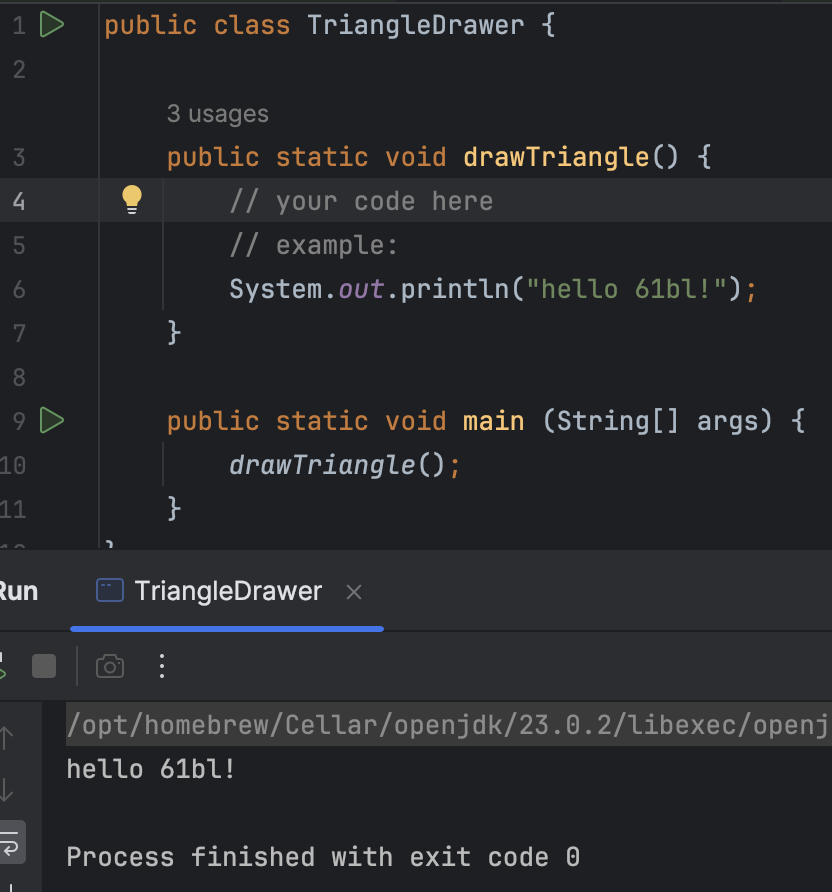 1 public class TriangleDrawer {
2
3 usages
3 public static void drawTriangle() {
4 // your code here
5 // example:
6 System.out.println("hello 61bl!");
7 }
8
9 public static void main (String[] args) {
10 drawTriangle();
11 }
Run TriangleDrawer ×
/opt/homebrew/Cellar/openjdk/23.0.2/libexec/openj
hello 61bl!
Process finished with exit code 0